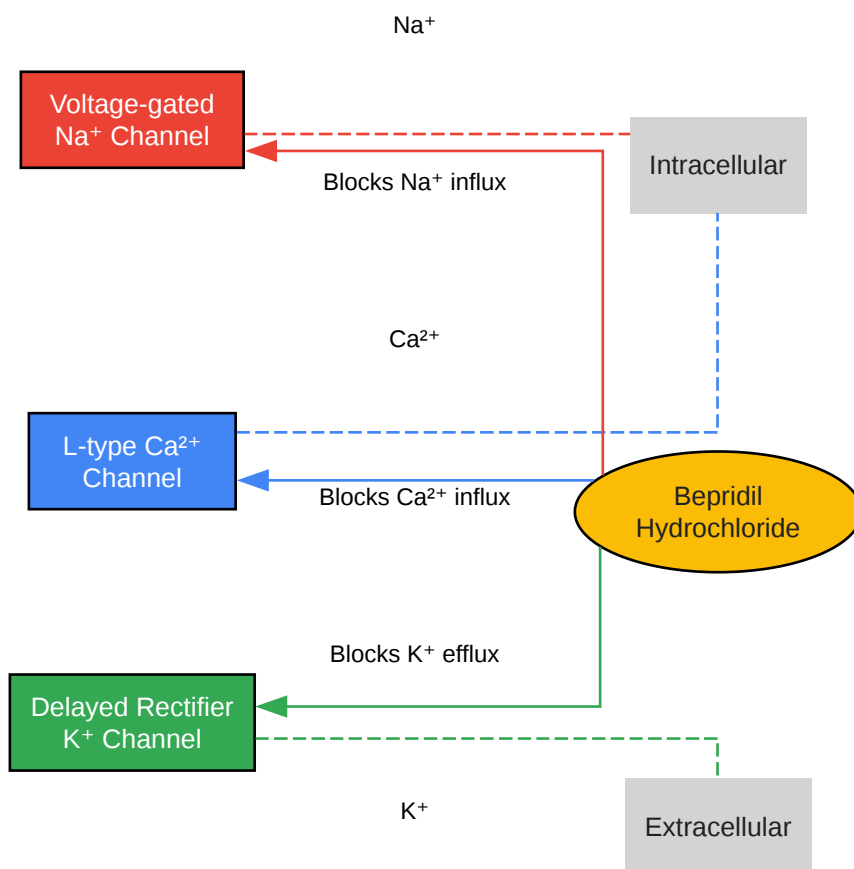 Na⁺
Voltage-gated
Na⁺ Channel
Intracellular
Blocks Na⁺ influx
Ca²⁺
L-type Ca²⁺
Channel
Blocks Ca²⁺ influx
Bepridil
Hydrochloride
Blocks K⁺ efflux
Delayed Rectifier
K⁺ Channel
K⁺
Extracellular